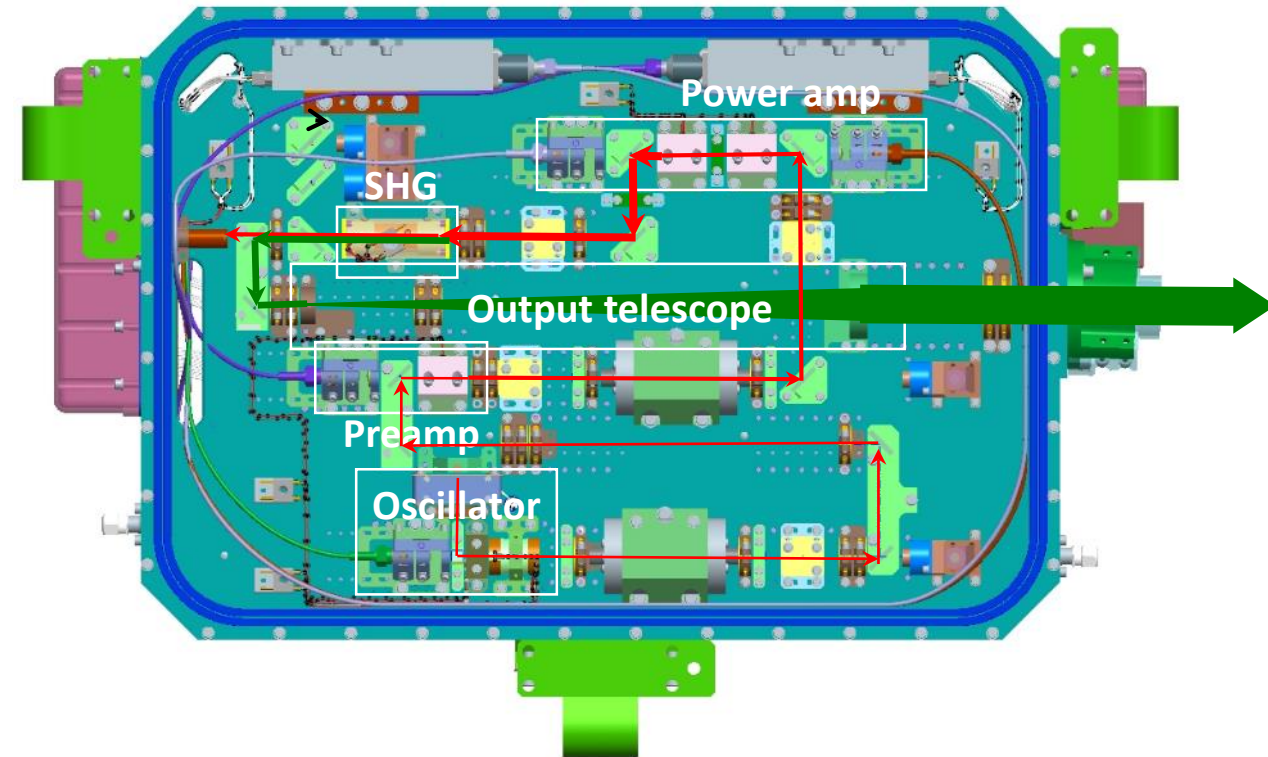 Power amp
SHG
Output telescope
Preamp
Oscillator